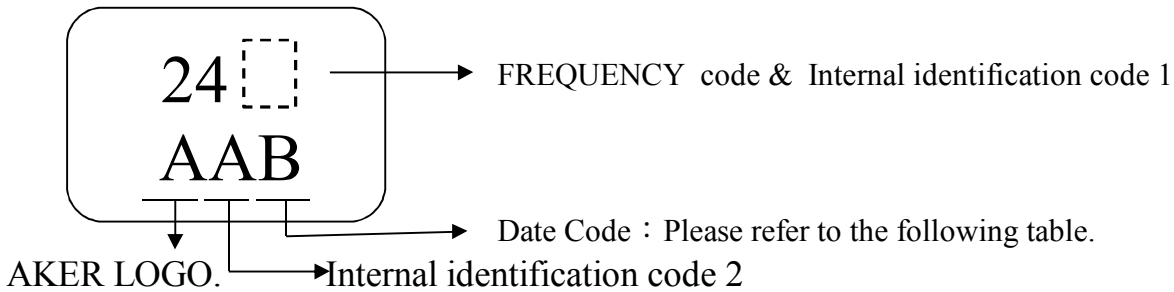 24
FREQUENCY code & Internal identification code 1
AAB
Date Code：Please refer to the following table.
AKER LOGO.
Internal identification code 2